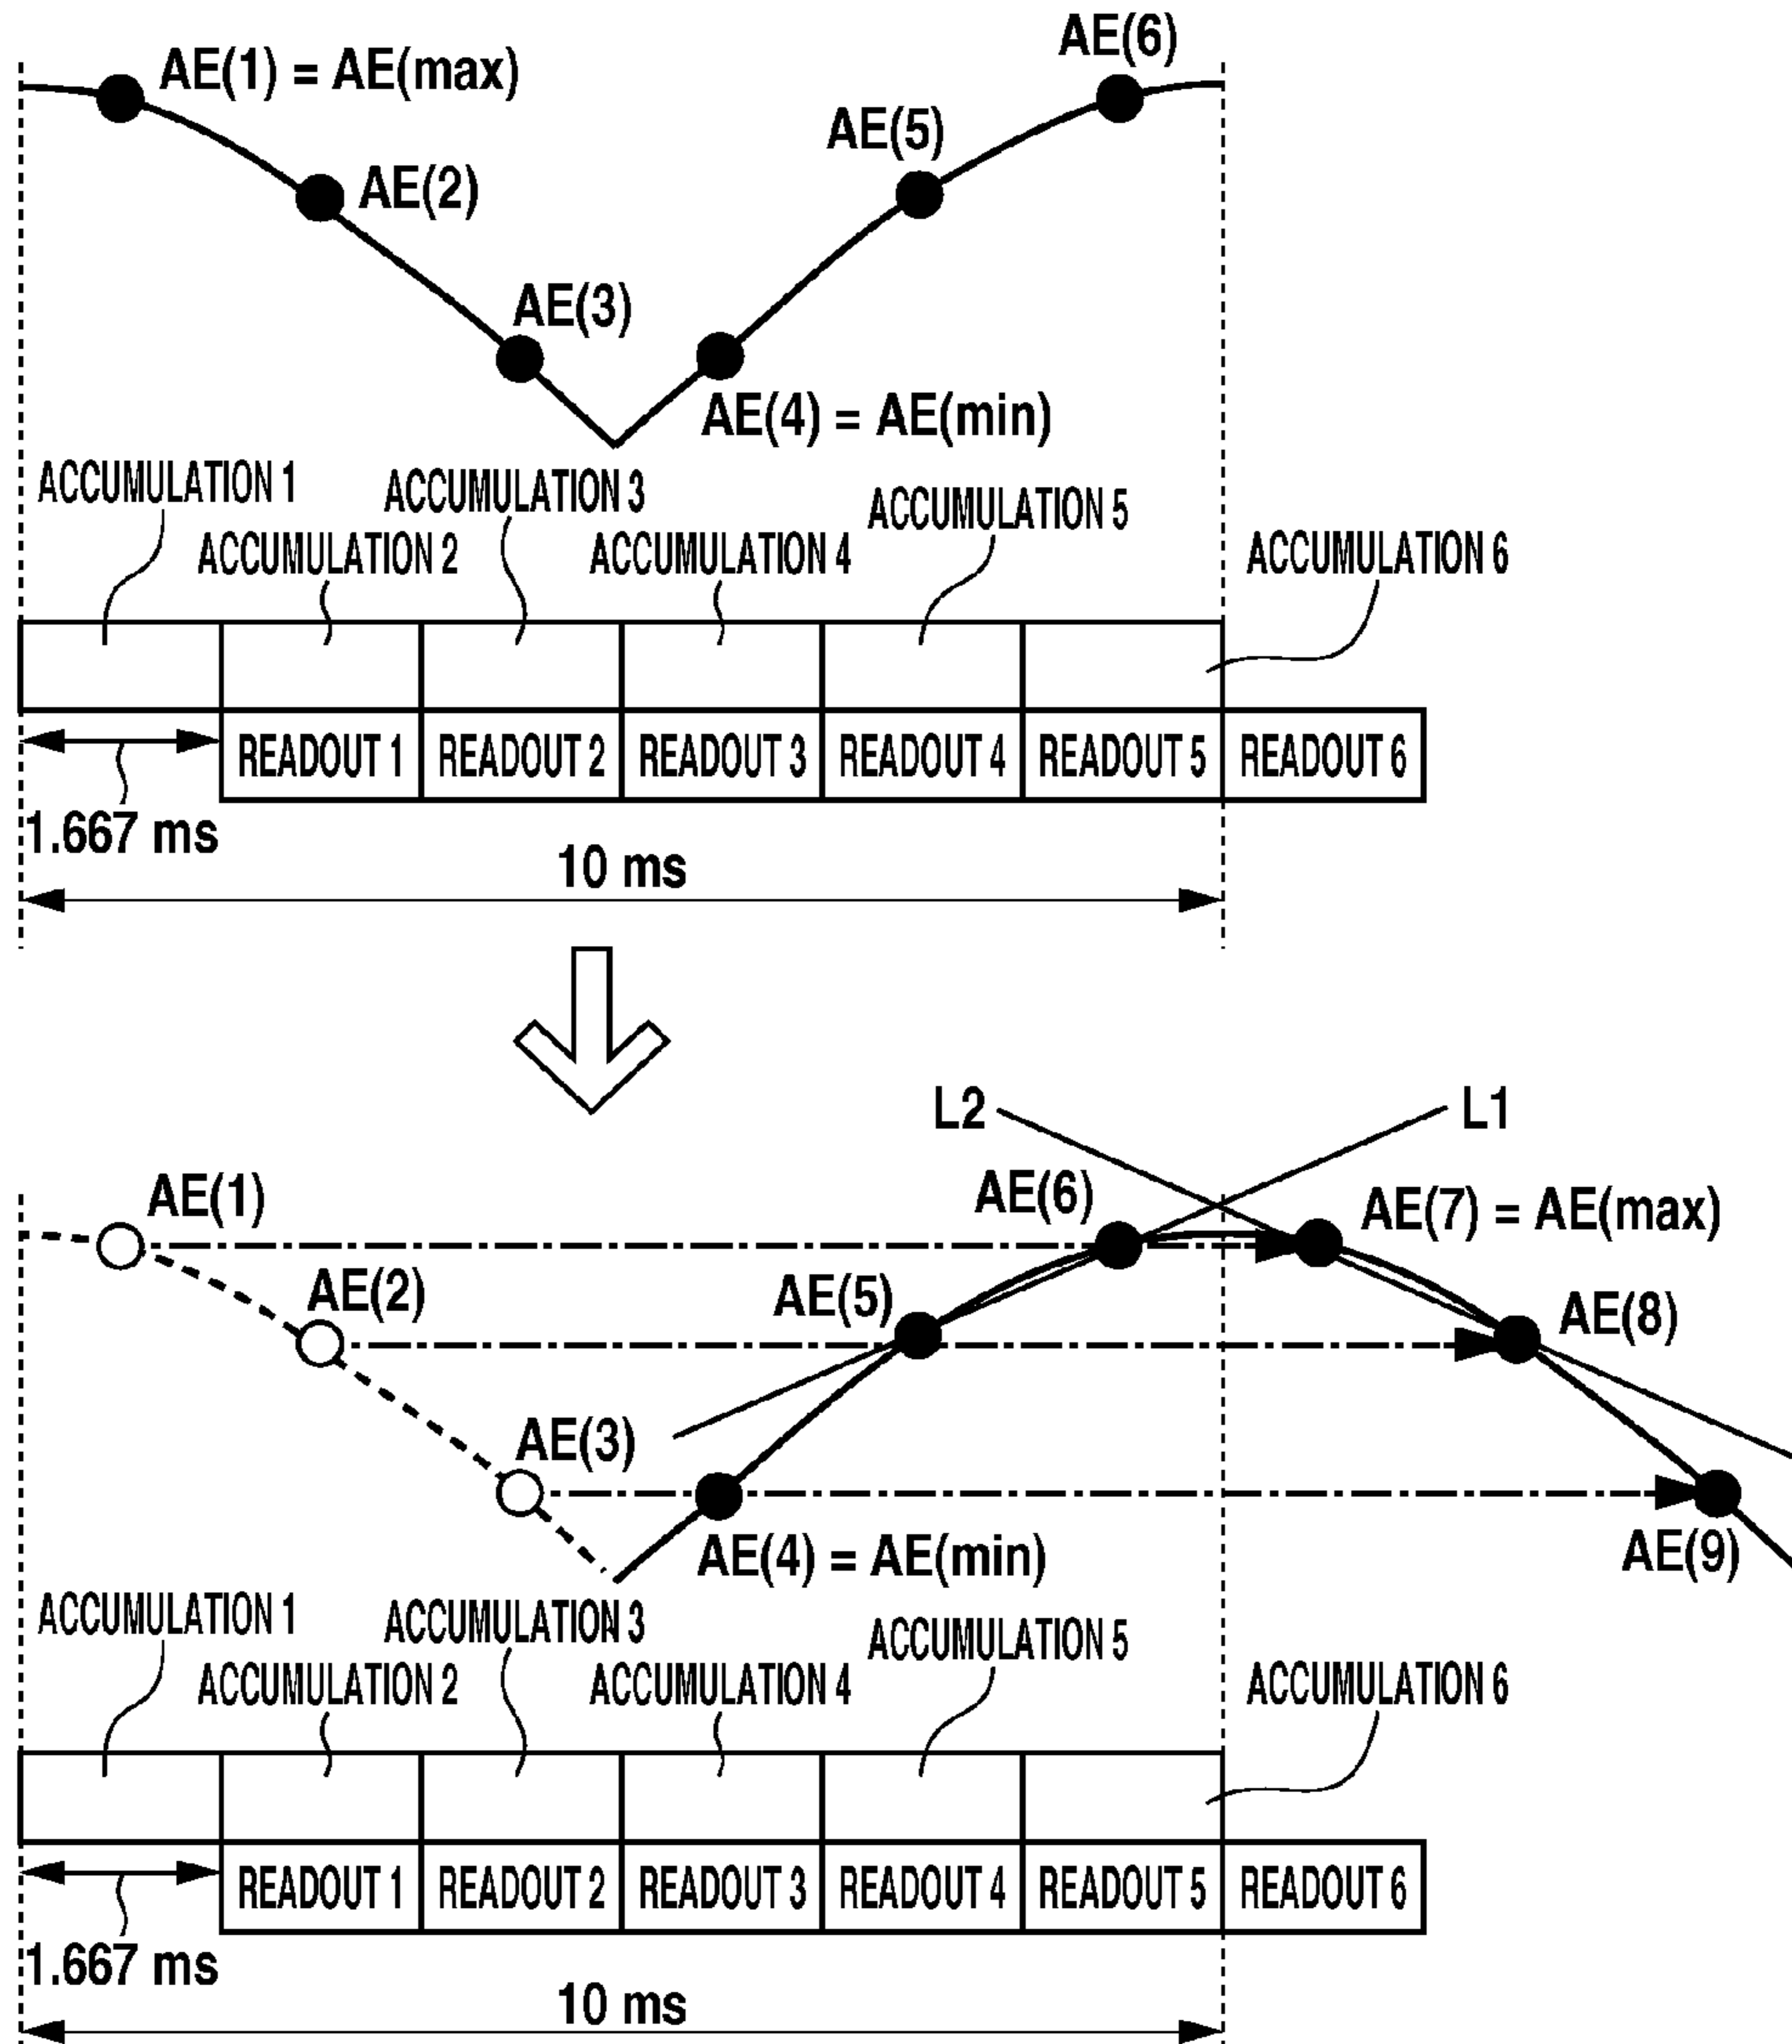 AE(6)
AE(1) = AE(max)
AE(5)
AE(2)
AE(3)
AE(4) = AE(min)
ACCUMULATION 1
ACCUMULATION 3
ACCUMULATION 5
ACCUMULATION 2
ACCUMULATION 4
ACCUMULATION 6
READOUT 1
READOUT 2
READOUT 3
READOUT 4
READOUT 5
READOUT 6
1.667 ms
10 ms
L2
L1
AE(1)
AE(6)
AE(7) = AE(max)
AE(2)
AE(5)
AE(8)
AE(3)
AE(4) = AE(min)
AE(9)
ACCUMULATION 1
ACCUMULATION 3
ACCUMULATION 5
ACCUMULATION 2
ACCUMULATION 4
ACCUMULATION 6
READOUT 1
READOUT 2
READOUT 3
READOUT 4
READOUT 5
READOUT 6
1.667 ms
10 ms